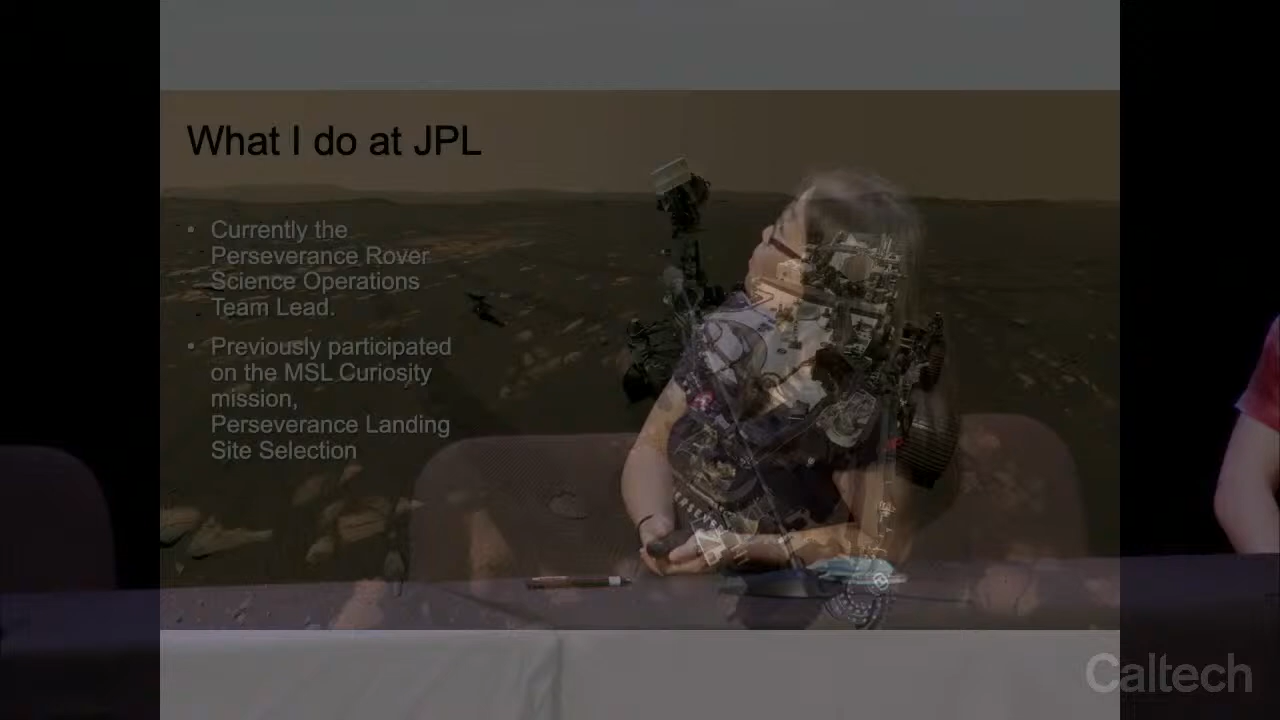 What I do at JPL
• Currently the
Perseverance Rover
Science Operations
Team Lead.
• Previously participated
on the MSL Curiosity
mission,
Perseverance Landing
Site Selection
Caltech